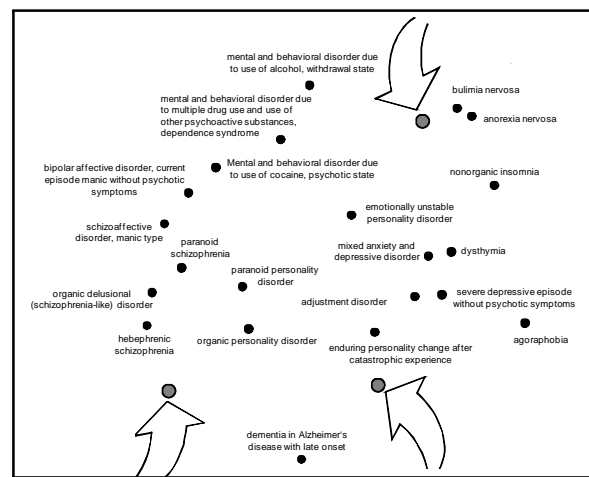 mental and behavioral disorder due
to use of alcohol, withdrawal state
bulimia nervosa
mental and behavioral disorder due
to multiple drug use and use of
other psychoactive substances,
dependence syndrome
anorexia nervosa
bipolar affective disorder, current
episode manic without psychotic
symptoms
Mental and behavioral disorder due
to use of cocaine, psychotic state
nonorganic insomnia
emotionally unstable
personality disorder
schizoaffective
disorder, manic type
paranoid
schizophrenia
mixed anxiety and
depressive disorder
dysthymia
paranoid personality
disorder
organic delusional
(schizophrenia-like) disorder
adjustment disorder
severe depressive episode
without psychotic symptoms
hebephrenic
schizophrenia
organic personality disorder
enduring personality change after
catastrophic experience
agoraphobia
dementia in Alzheimer's
disease with late onset